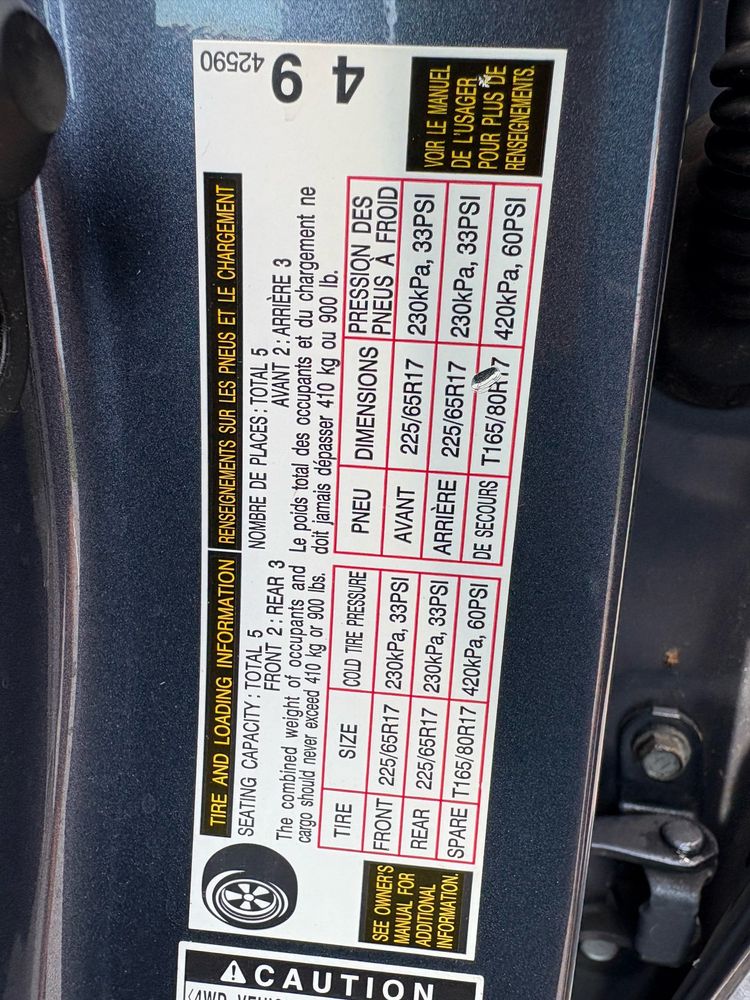 TIRE AND LOADING INFORMATION
RENSEIGNEMENTS SUR LES PNEUS ET LE CHARGEMENT
SEATING CAPACITY : TOTAL 5
FRONT 2 : REAR 3
The combined weight of occupants and
cargo should never exceed 410 kg or 900 lbs.
NOMBRE DE PLACES : TOTAL 5
AVANT 2 : ARRIÈRE 3
Le poids total des occupants et du chargement ne
doit jamais dépasser 410 kg ou 900 lb.
TIRE SIZE COLD TIRE PRESSURE
FRONT 225/65R17 230kPa, 33PSI
REAR 225/65R17 230kPa, 33PSI
SPARE T165/80R17 420kPa, 60PSI
PNEU DIMENSIONS PRESSION DES
PNEUS À FROID
AVANT 225/65R17 230kPa, 33PSI
ARRIÈRE 225/65R17 230kPa, 33PSI
DE SECOURS T165/80R17 420kPa, 60PSI
SEE OWNER'S
MANUAL FOR
ADDITIONAL
INFORMATION.
VOIR LE MANUEL
DE L'USAGER
POUR PLUS DE
RENSEIGNEMENTS.
42590
49
CAUTION